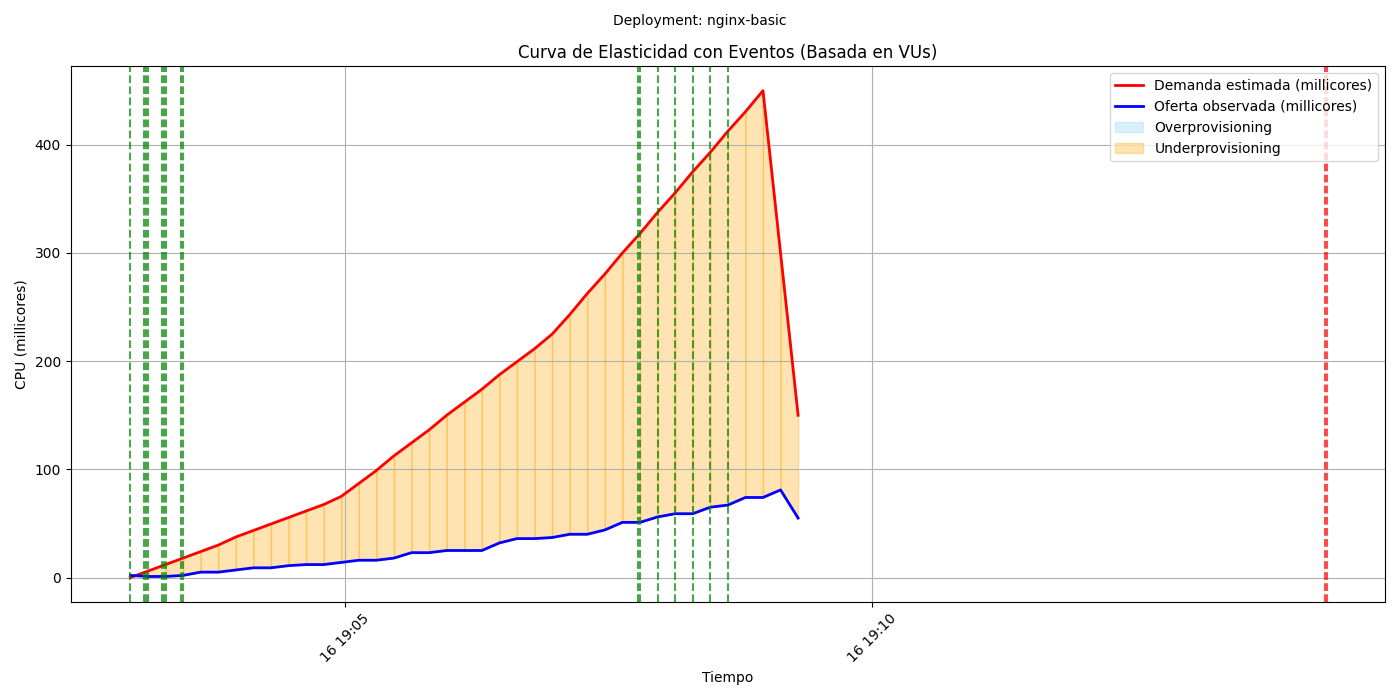 Deployment: nginx-basic
Curva de Elasticidad con Eventos (Basada en VUs)
Demanda estimada (millicores)
Oferta observada (millicores)
Overprovisioning
Underprovisioning
CPU (millicores)
400
300
200
100
0
16 19:05
16 19:10
Tiempo